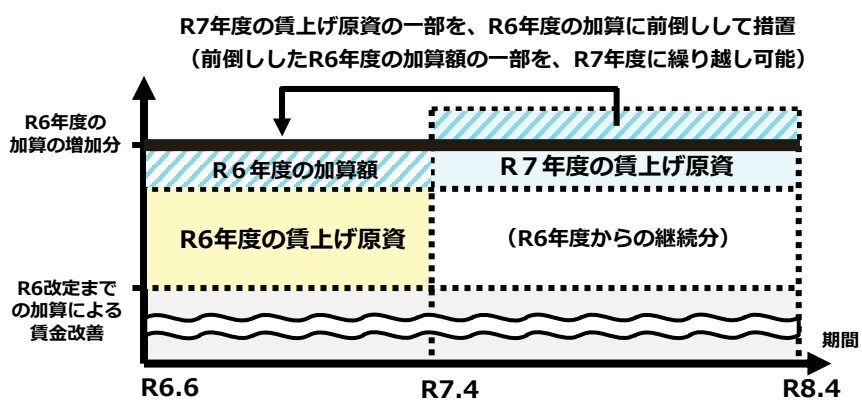 R7年度の賃上げ原資の一部を、R6年度の加算に前倒しして措置
（前倒ししたR6年度の加算額の一部を、R7年度に繰り越し可能）
R6年度の
加算の増加分
R６年度の加算額
R７年度の賃上げ原資
R6年度の賃上げ原資
（R6年度からの継続分）
R6改定まで
の加算による
賃金改善
期間
R6.6
R7.4
R8.4